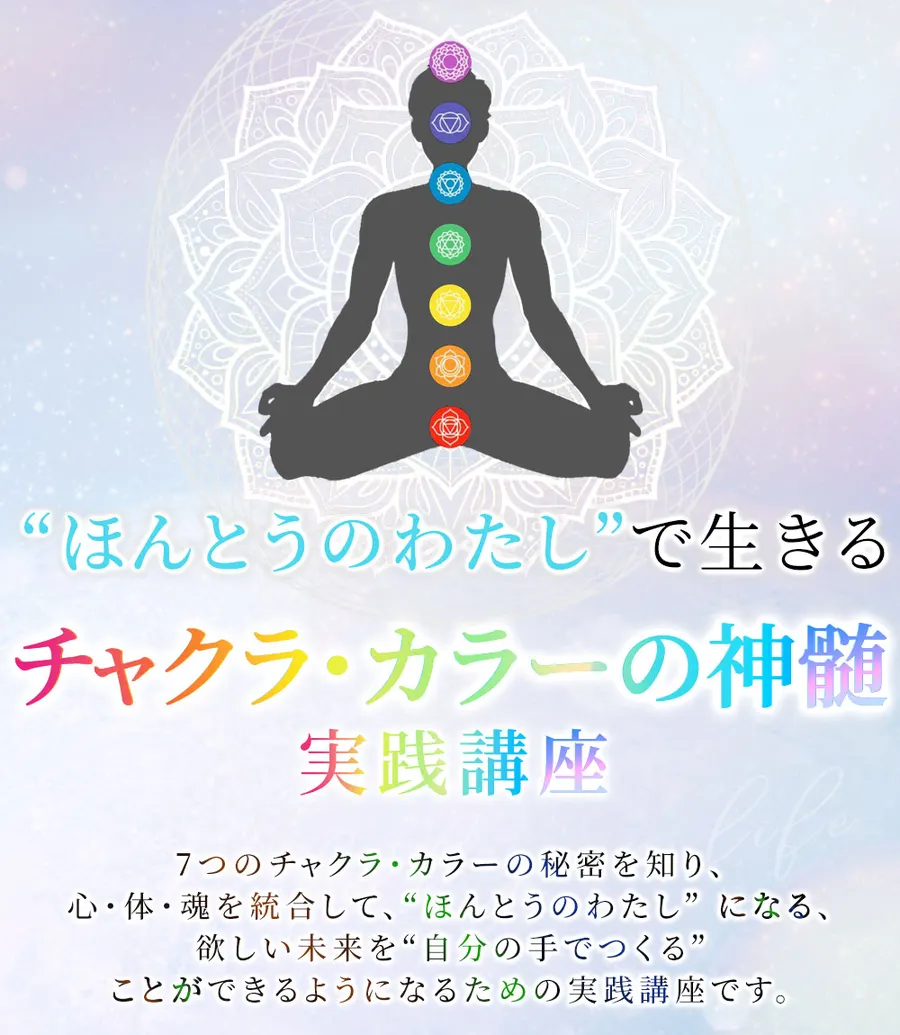 “ほんとうのわたし”で生きる
チャクラ・カラーの神髄
実践講座
life
7つのチャクラ・カラーの秘密を知り、
心・体・魂を統合して、“ほんとうのわたし” になる、
欲しい未来を“自分の手でつくる”
ことができるようになるための実践講座です。